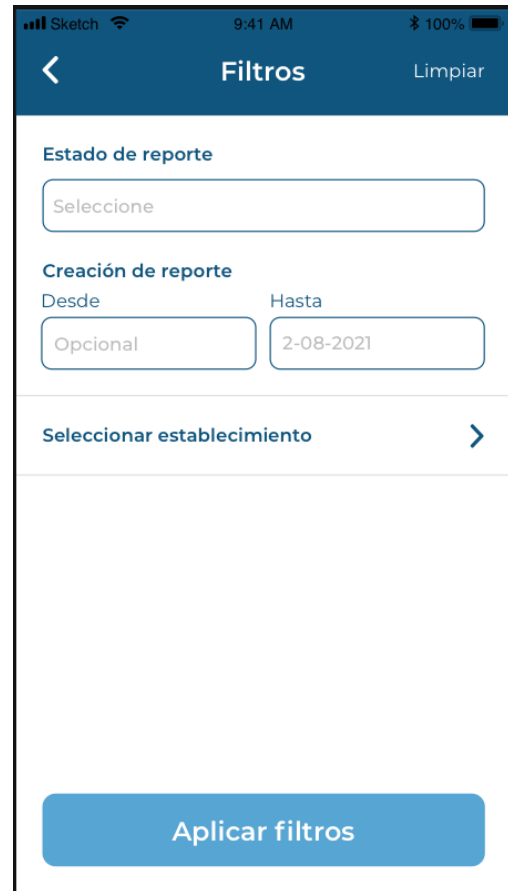 Sketch 9:41 AM 100%
Filtros Limpiar
Estado de reporte
Seleccione
Creación de reporte
Desde Hasta
Opcional 2-08-2021
Seleccionar establecimiento
Aplicar filtros